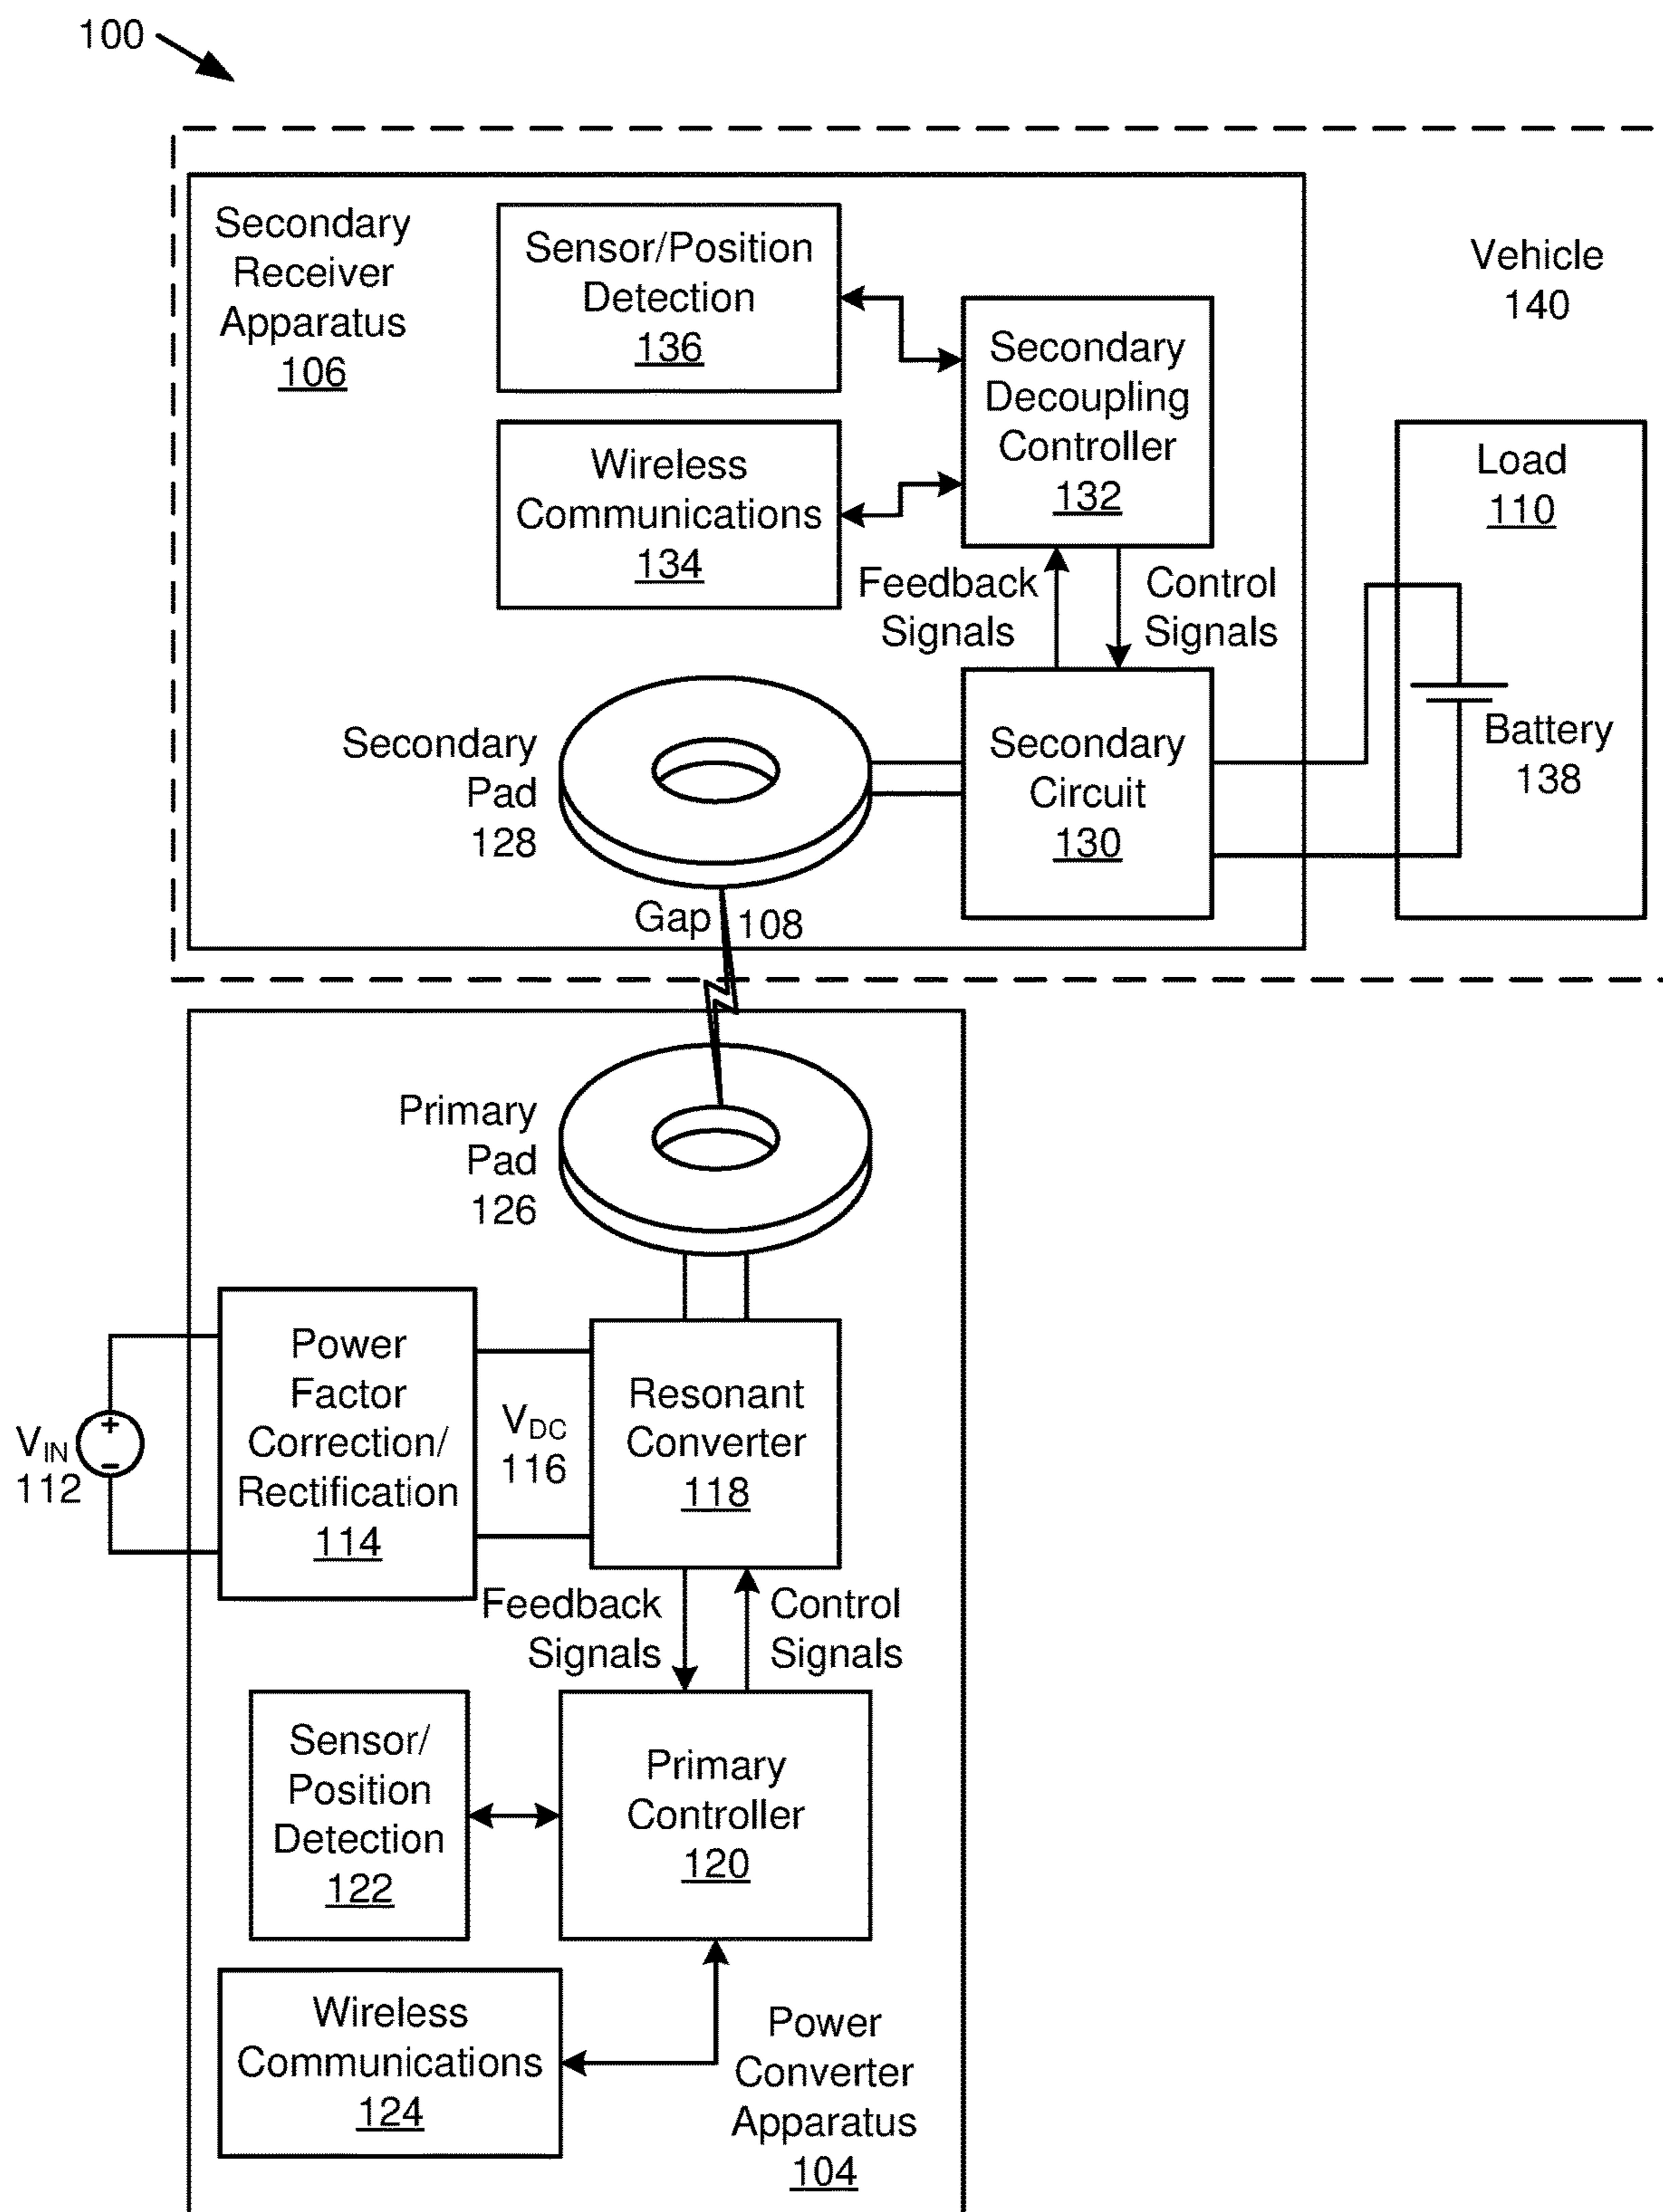 100
Secondary
Receiver
Apparatus
106
Sensor/Position
Detection
136
Wireless
Communications
134
Secondary
Decoupling
Controller
132
Vehicle
140
Load
110
Feedback
Signals
Control
Signals
Secondary
Pad
128
Secondary
Circuit
130
Battery
138
Gap 108
Primary
Pad
126
Power
Factor
Correction/
Rectification
114
VIN
112
+
−
VDC
116
Resonant
Converter
118
Feedback
Signals
Control
Signals
Sensor/
Position
Detection
122
Primary
Controller
120
Wireless
Communications
124
Power
Converter
Apparatus
104